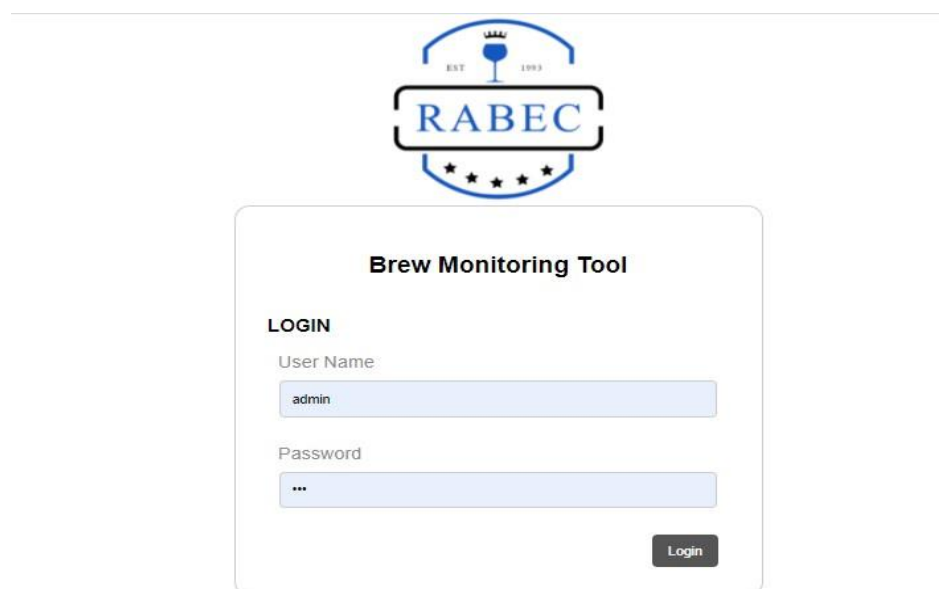 EST 1993
RABEC
Brew Monitoring Tool
LOGIN
User Name
admin
Password
•••
Login